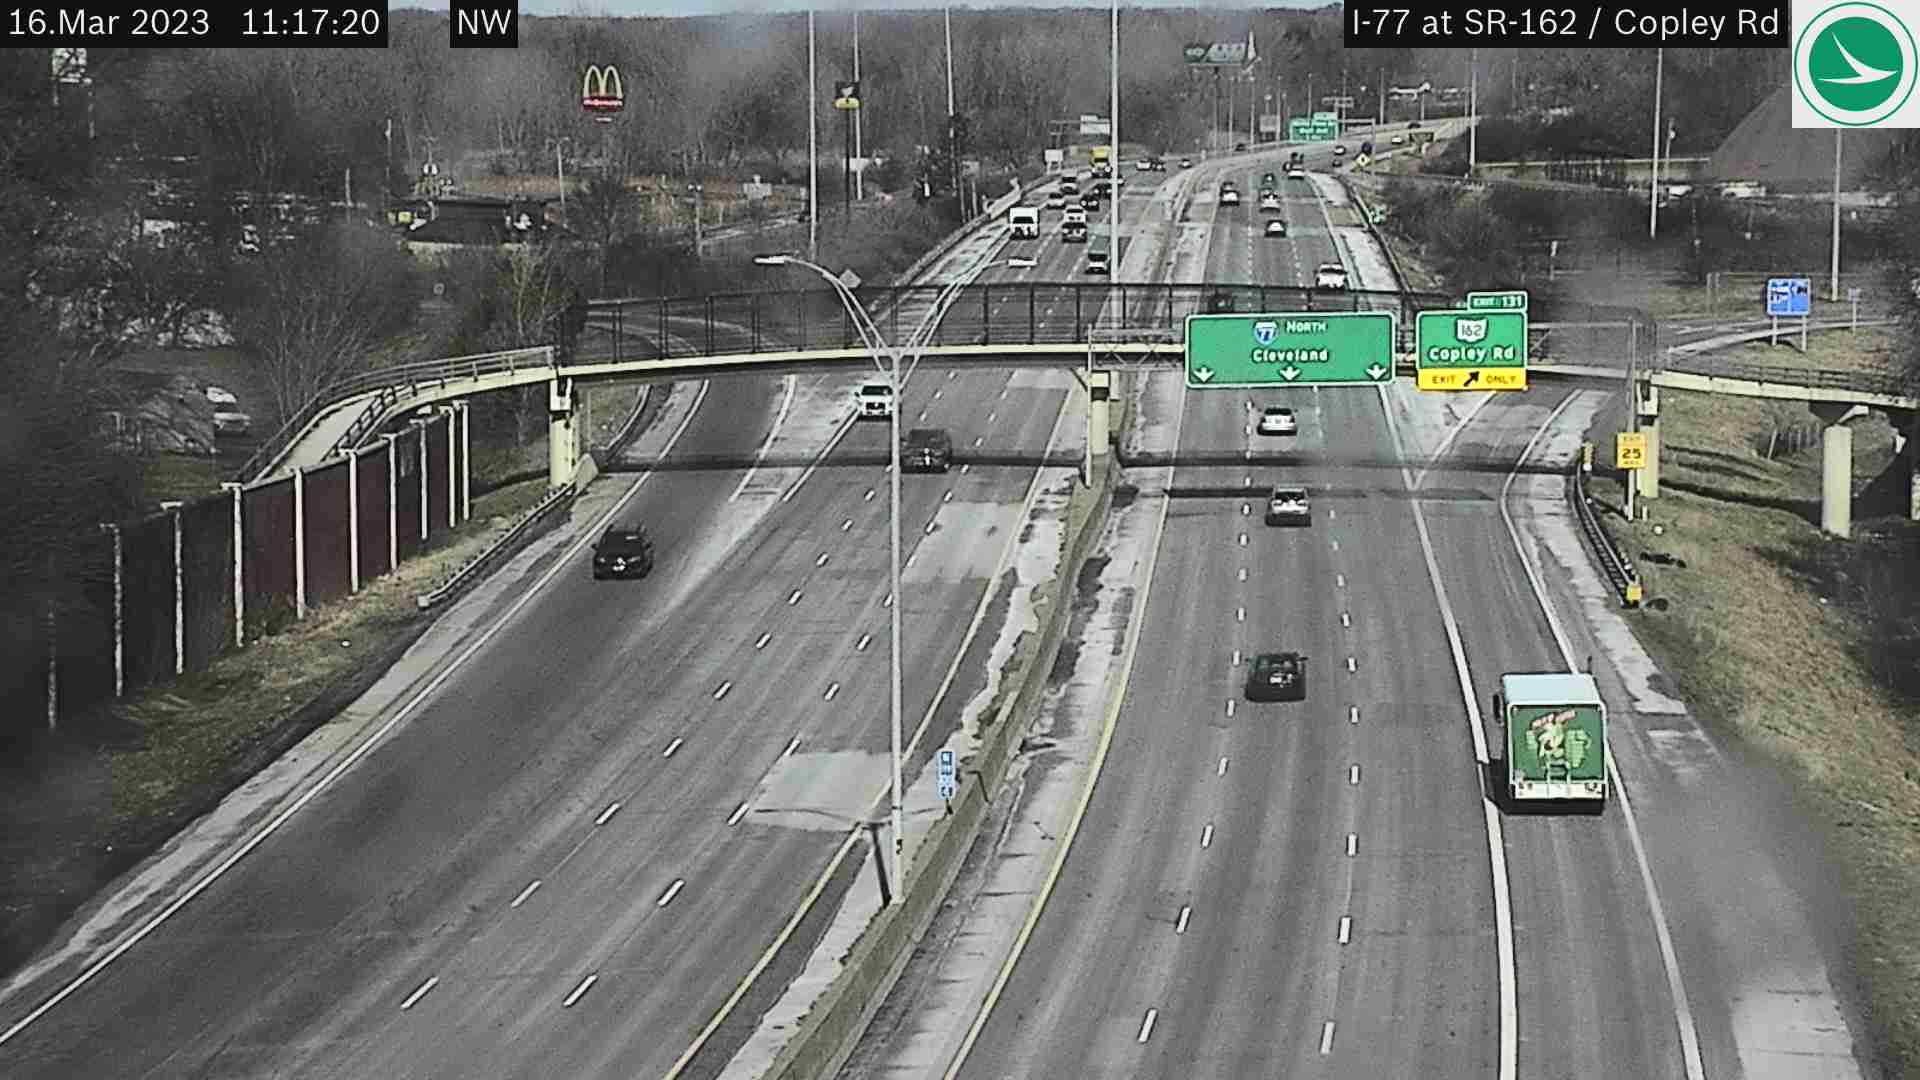 16.Mar 2023 11:17:20
NW
I-77 at SR-162 / Copley Rd
McDonald's
EXIT 131
77 NORTH
Cleveland
162
Copley Rd
EXIT ONLY
EXIT
25